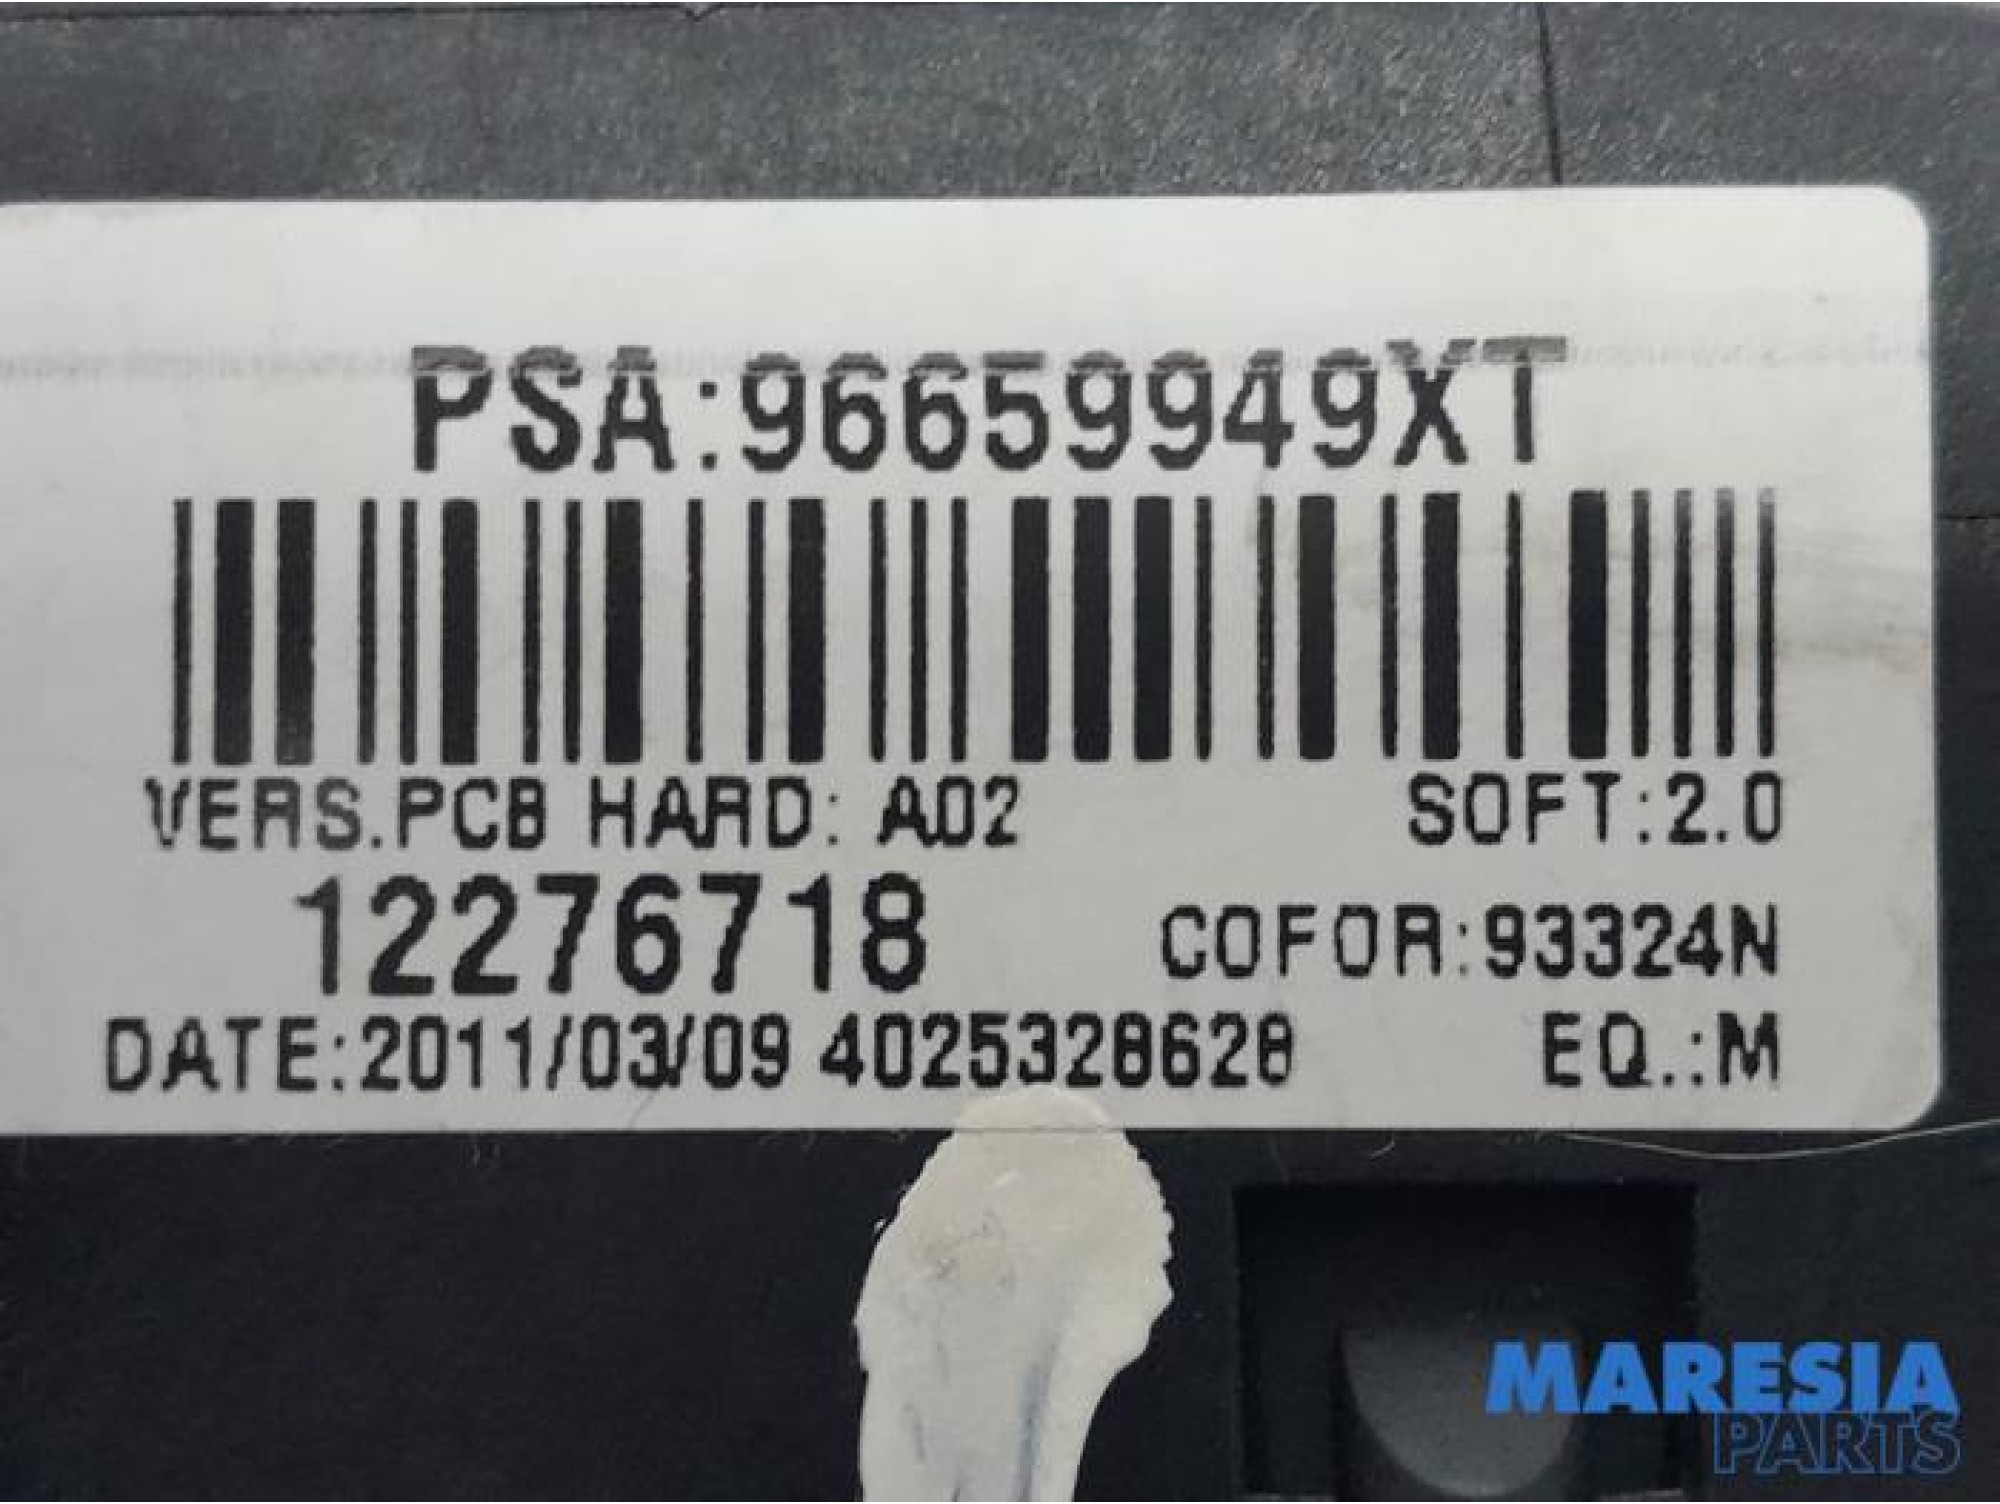 PSA:96659949XT
VERS.PCB HARD: A02 SOFT:2.0
12276718 COFOR:93324N
DATE:2011/03/09 4025328628 EQ.:M
MARESIA
PARTS